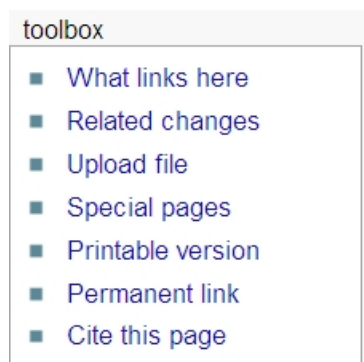 toolbox
What links here
Related changes
Upload file
Special pages
Printable version
Permanent link
Cite this page